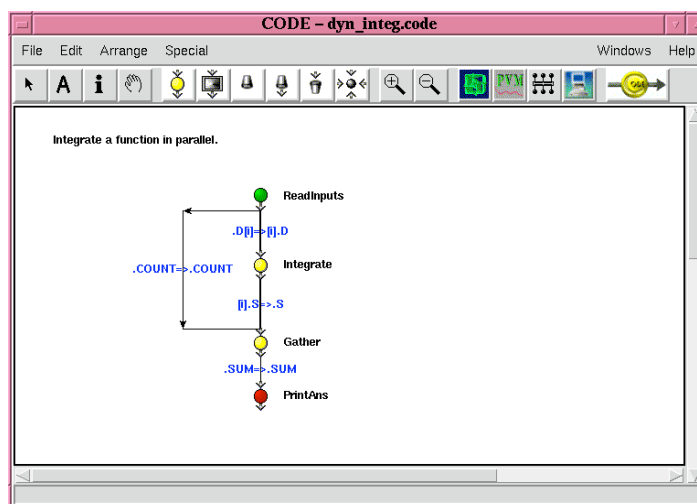 CODE – dyn_integ.code
File Edit Arrange Special Windows Help
A i PVM
Integrate a function in parallel.
ReadInputs
.D[i]=>[i].D
Integrate
.COUNT=>.COUNT
[i].S=>.S
Gather
.SUM=>.SUM
PrintAns